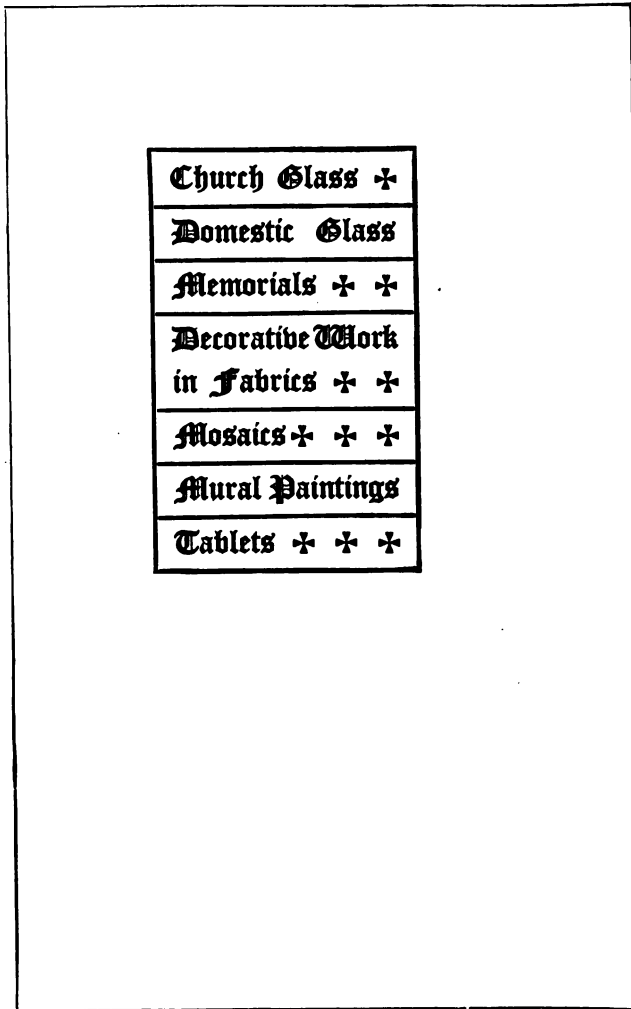 Church Glass ✠
Domestic Glass
Memorials ✠ ✠
Decorative Work
in Fabrics ✠ ✠
Mosaics ✠ ✠ ✠
Mural Paintings
Tablets ✠ ✠ ✠